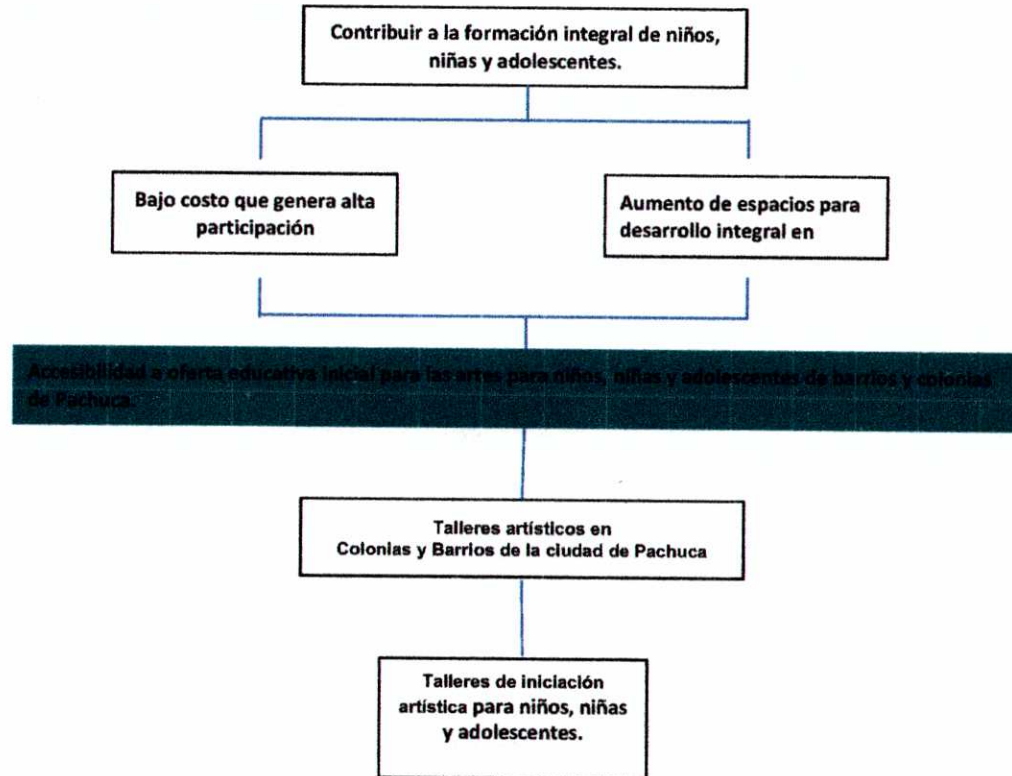 Contribuir a la formación integral de niños,
niñas y adolescentes.
Bajo costo que genera alta
participación
Aumento de espacios para
desarrollo integral en
Accesibilidad a oferta educativa inicial para las artes para niños, niñas y adolescentes de barrios y colonias
de Pachuca.
Talleres artísticos en
Colonias y Barrios de la ciudad de Pachuca
Talleres de iniciación
artística para niños, niñas
y adolescentes.